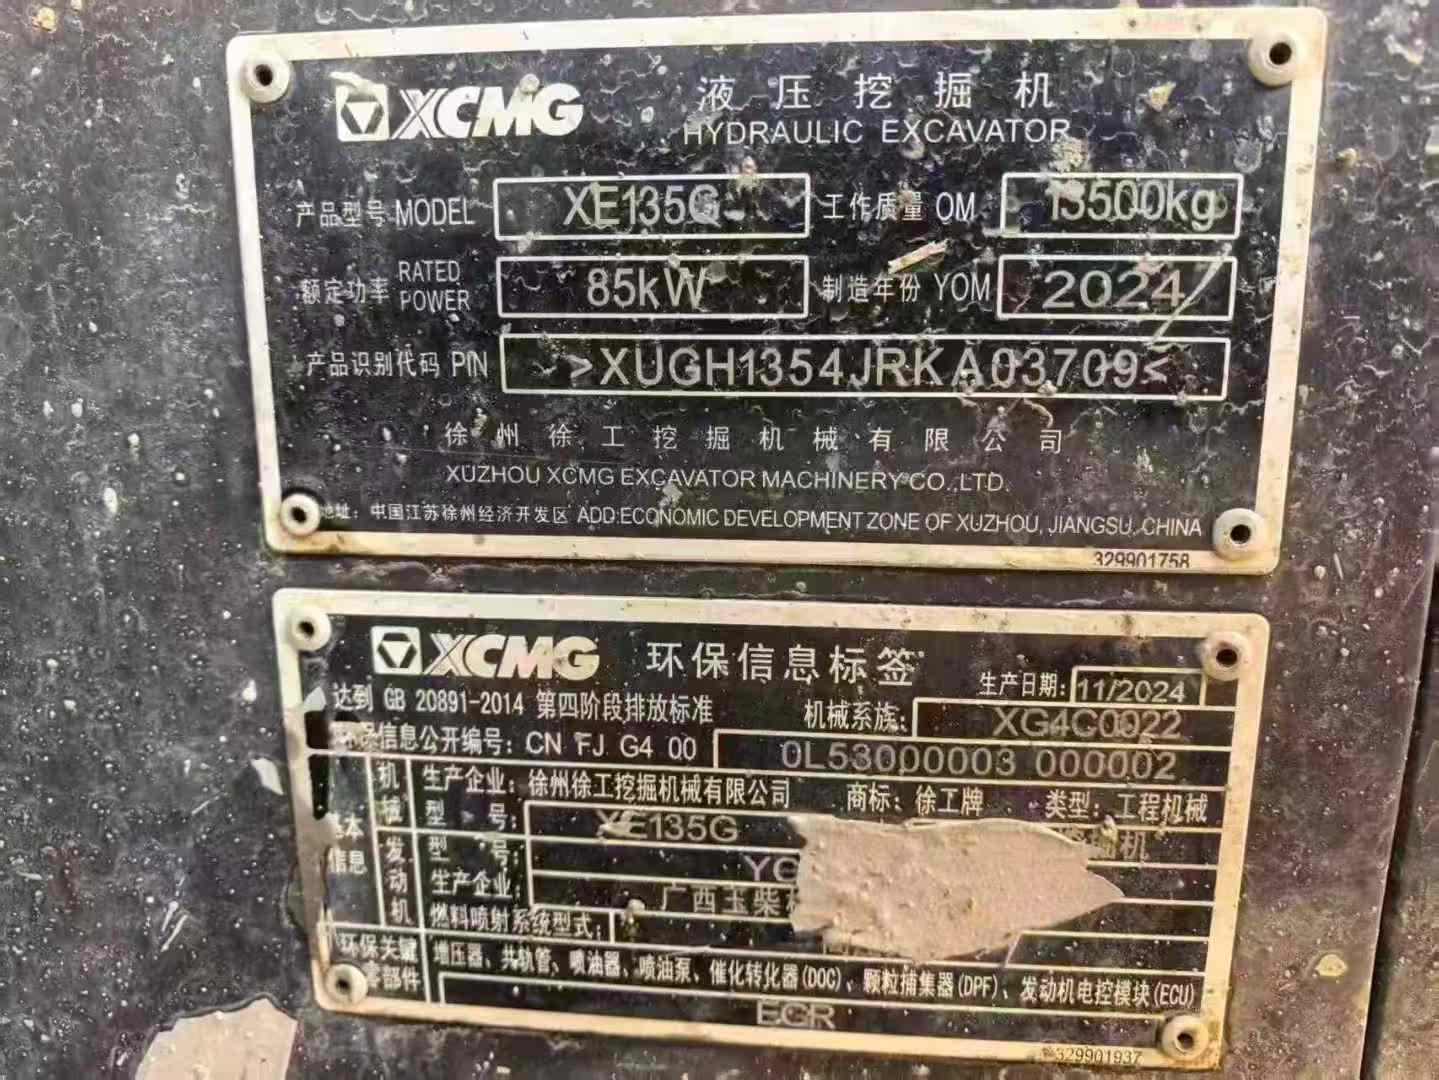 XCMG 液压挖掘机
HYDRAULIC EXCAVATOR
产品型号 MODEL XE135G 工作质量 OM 13500kg
额定功率 RATED POWER 85kW 制造年份 YOM 2024
产品识别代码 PIN >XUGH1354JRKA03709<
徐州徐工挖掘机械有限公司
XUZHOU XCMG EXCAVATOR MACHINERY CO.,LTD.
地址: 中国江苏徐州经济开发区 ADD:ECONOMIC DEVELOPMENT ZONE OF XUZHOU, JIANGSU, CHINA
329901758
XCMG 环保信息标签
生产日期: 11/2024
达到 GB 20891-2014 第四阶段排放标准
机械系族: XG4C0022
环保信息公开编号: CN FJ G4 00 0L53000003 000002
基本信息
机械 生产企业: 徐州徐工挖掘机械有限公司 商标: 徐工牌 类型: 工程机械
型号: XE135G
发动机 型号: YC
生产企业: 广西玉柴
燃料喷射系统型式:
环保关键零部件
增压器、共轨管、喷油器、喷油泵、催化转化器(DOC)、颗粒捕集器(DPF)、发动机电控模块(ECU)
EGR
329901937